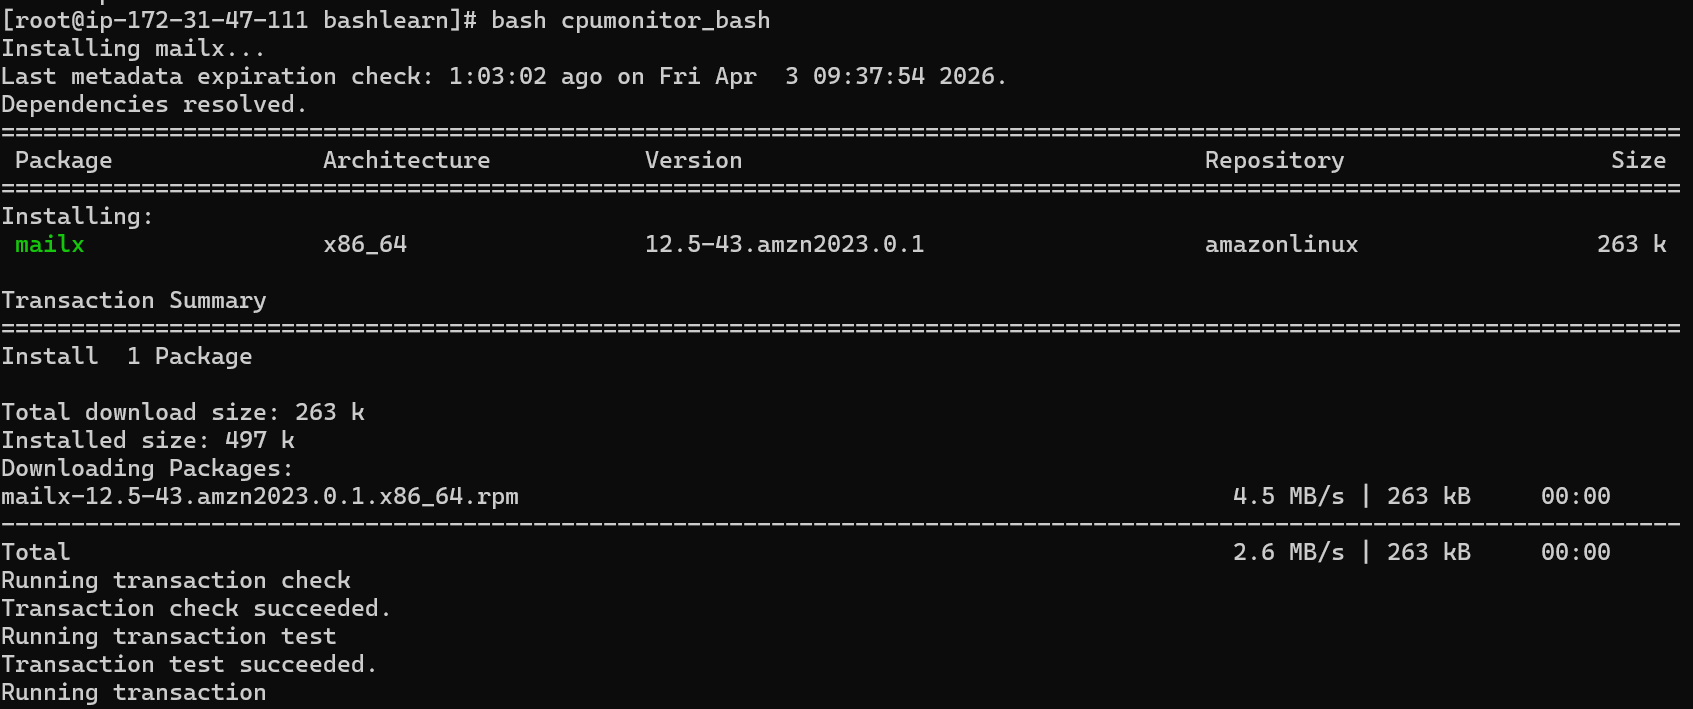 [root@ip-172-31-47-111 bashlearn]# bash cpumonitor_bash
Installing mailx...
Last metadata expiration check: 1:03:02 ago on Fri Apr  3 09:37:54 2026.
Dependencies resolved.
========================================================================================================================
 Package               Architecture           Version                                 Repository                   Size
========================================================================================================================
Installing:
 mailx                 x86_64                 12.5-43.amzn2023.0.1                    amazonlinux                 263 k

Transaction Summary
========================================================================================================================
Install  1 Package

Total download size: 263 k
Installed size: 497 k
Downloading Packages:
mailx-12.5-43.amzn2023.0.1.x86_64.rpm                                                   4.5 MB/s | 263 kB     00:00
------------------------------------------------------------------------------------------------------------------------
Total                                                                                   2.6 MB/s | 263 kB     00:00
Running transaction check
Transaction check succeeded.
Running transaction test
Transaction test succeeded.
Running transaction